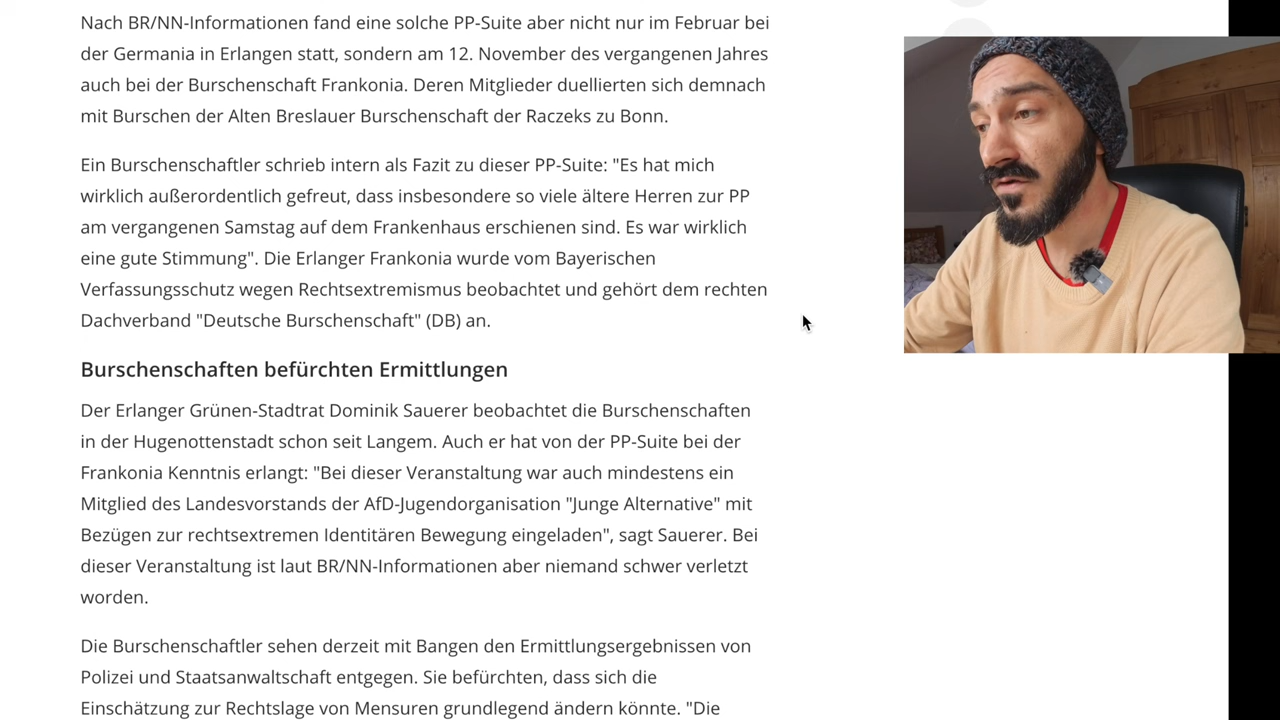 Nach BR/NN-Informationen fand eine solche PP-Suite aber nicht nur im Februar bei
der Germania in Erlangen statt, sondern am 12. November des vergangenen Jahres
auch bei der Burschenschaft Frankonia. Deren Mitglieder duellierten sich demnach
mit Burschen der Alten Breslauer Burschenschaft der Raczeks zu Bonn.
Ein Burschenschaftler schrieb intern als Fazit zu dieser PP-Suite: "Es hat mich
wirklich außerordentlich gefreut, dass insbesondere so viele ältere Herren zur PP
am vergangenen Samstag auf dem Frankenhaus erschienen sind. Es war wirklich
eine gute Stimmung". Die Erlanger Frankonia wurde vom Bayerischen
Verfassungsschutz wegen Rechtsextremismus beobachtet und gehört dem rechten
Dachverband "Deutsche Burschenschaft" (DB) an.
Burschenschaften befürchten Ermittlungen
Der Erlanger Grünen-Stadtrat Dominik Sauerer beobachtet die Burschenschaften
in der Hugenottenstadt schon seit Langem. Auch er hat von der PP-Suite bei der
Frankonia Kenntnis erlangt: "Bei dieser Veranstaltung war auch mindestens ein
Mitglied des Landesvorstands der AfD-Jugendorganisation "Junge Alternative" mit
Bezügen zur rechtsextremen Identitären Bewegung eingeladen", sagt Sauerer. Bei
dieser Veranstaltung ist laut BR/NN-Informationen aber niemand schwer verletzt
worden.
Die Burschenschaftler sehen derzeit mit Bangen den Ermittlungsergebnissen von
Polizei und Staatsanwaltschaft entgegen. Sie befürchten, dass sich die
Einschätzung zur Rechtslage von Mensuren grundlegend ändern könnte. "Die